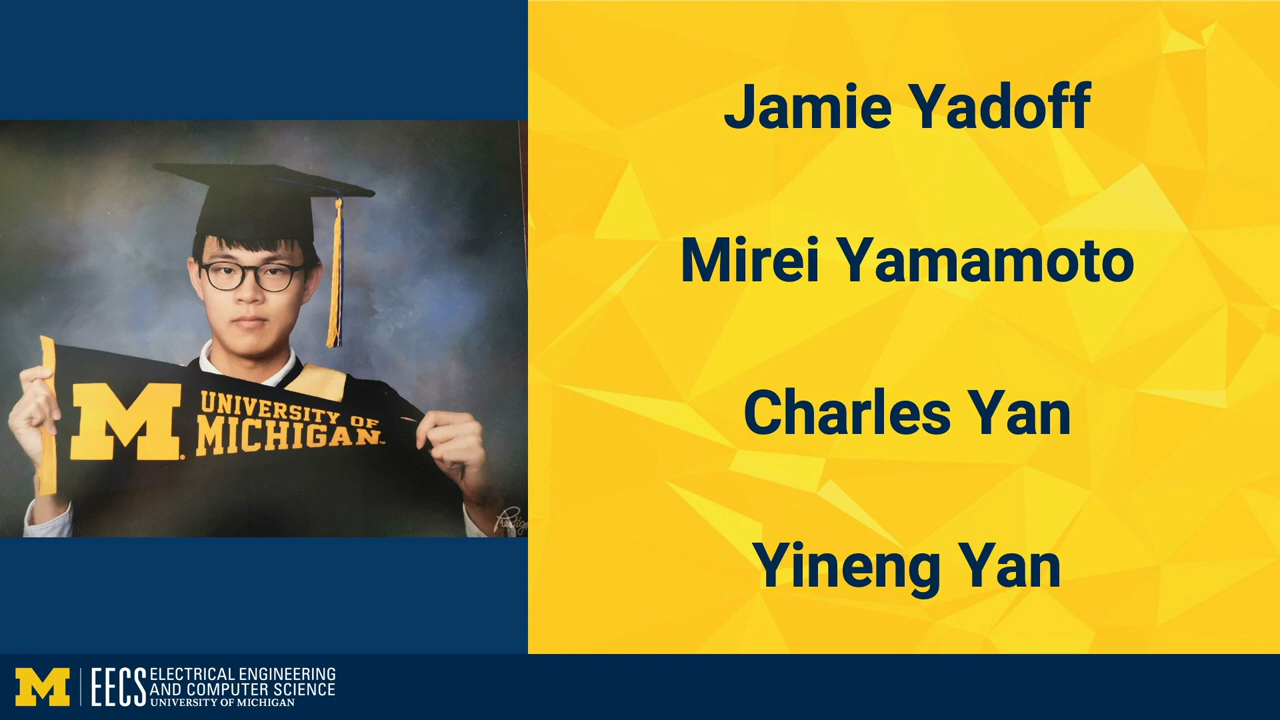 Jamie Yadoff
Mirei Yamamoto
Charles Yan
Yineng Yan
M. UNIVERSITY OF
MICHIGAN
M EECS ELECTRICAL ENGINEERING
AND COMPUTER SCIENCE
UNIVERSITY OF MICHIGAN